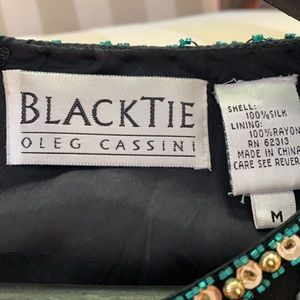 BLACKTIE
OLEG CASSINI
SHELL:
100%SILK
LINING:
100%RAYON
RN 62313
MADE IN CHINA
CARE SEE REVER
M